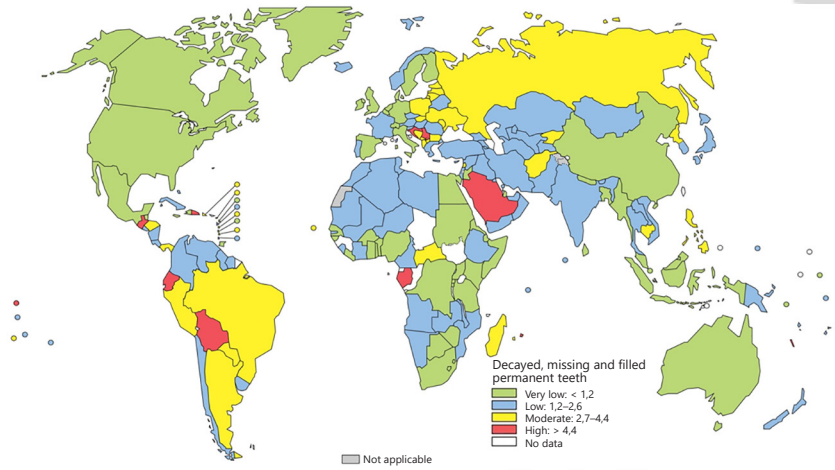 Decayed, missing and filled
permanent teeth
Very low: < 1,2
Low: 1,2–2,6
Moderate: 2,7–4,4
High: > 4,4
No data
Not applicable